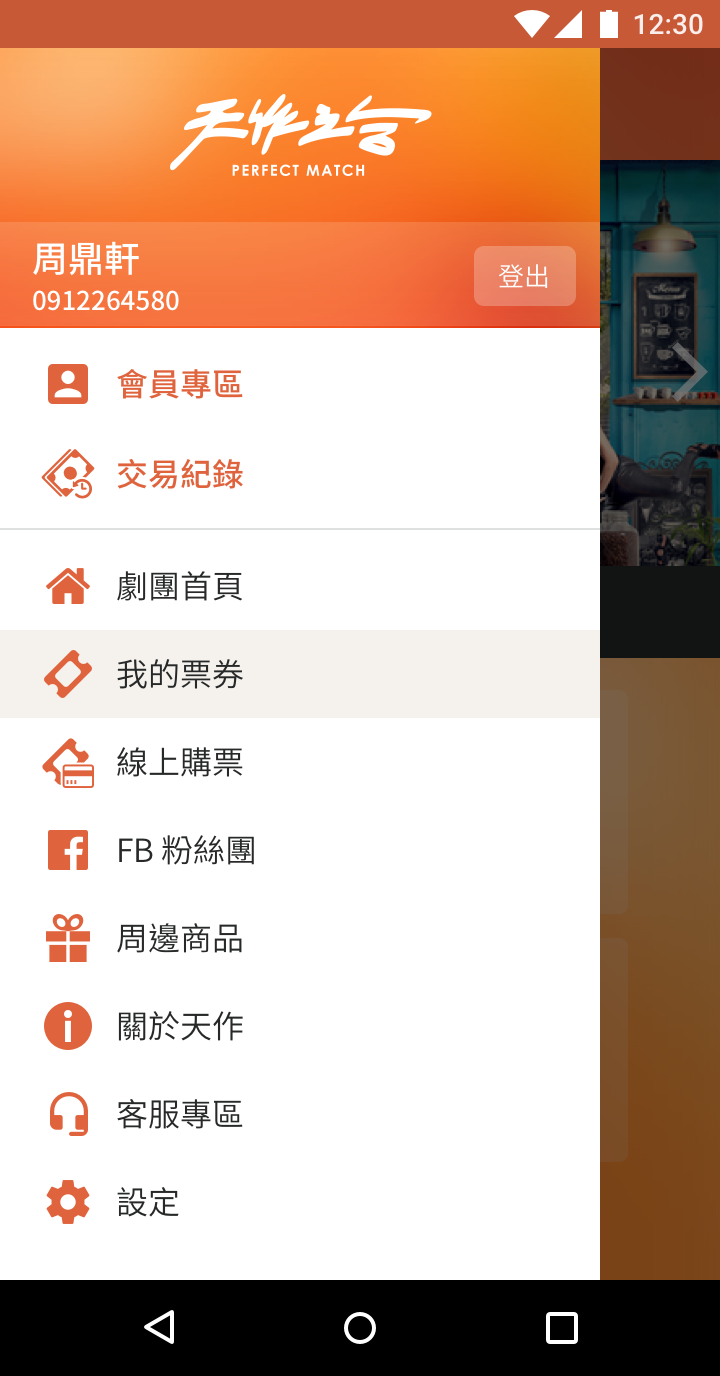 12:30
天作之合
PERFECT MATCH
周鼎軒
0912264580
登出
會員專區
交易紀錄
劇團首頁
我的票券
線上購票
FB 粉絲團
周邊商品
關於天作
客服專區
設定
Menu